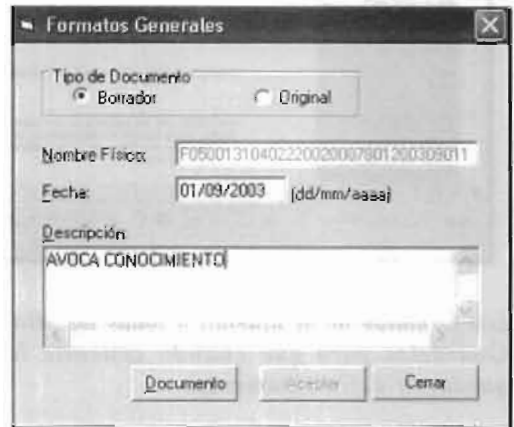 Formatos Generales
Tipo de Documento
Borrador Original
Nombre Físico:
Fecha: 01/09/2003 (dd/mm/aaaa)
Descripción
AVOCA CONOCIMIENTO
Documento Aceptar Cerrar